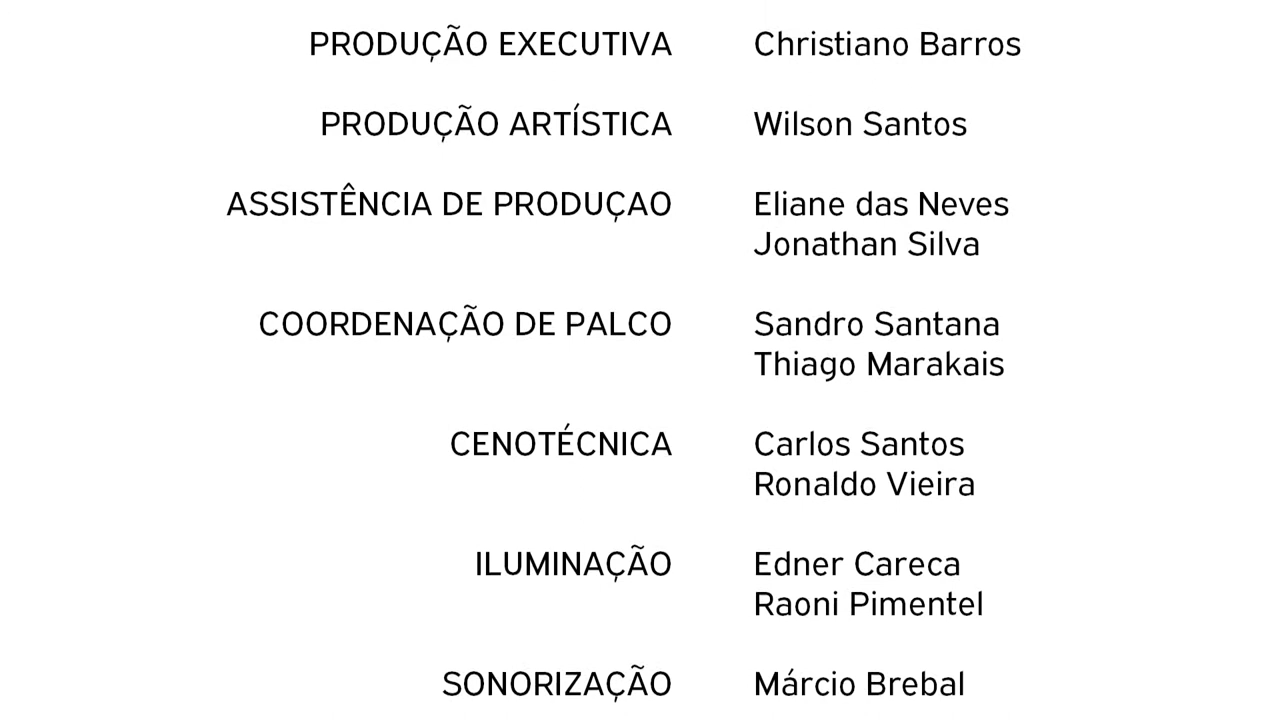 PRODUÇÃO EXECUTIVA Christiano Barros
PRODUÇÃO ARTÍSTICA Wilson Santos
ASSISTÊNCIA DE PRODUÇAO Eliane das Neves
Jonathan Silva
COORDENAÇÃO DE PALCO Sandro Santana
Thiago Marakais
CENOTÉCNICA Carlos Santos
Ronaldo Vieira
ILUMINAÇÃO Edner Careca
Raoni Pimentel
SONORIZAÇÃO Márcio Brebal